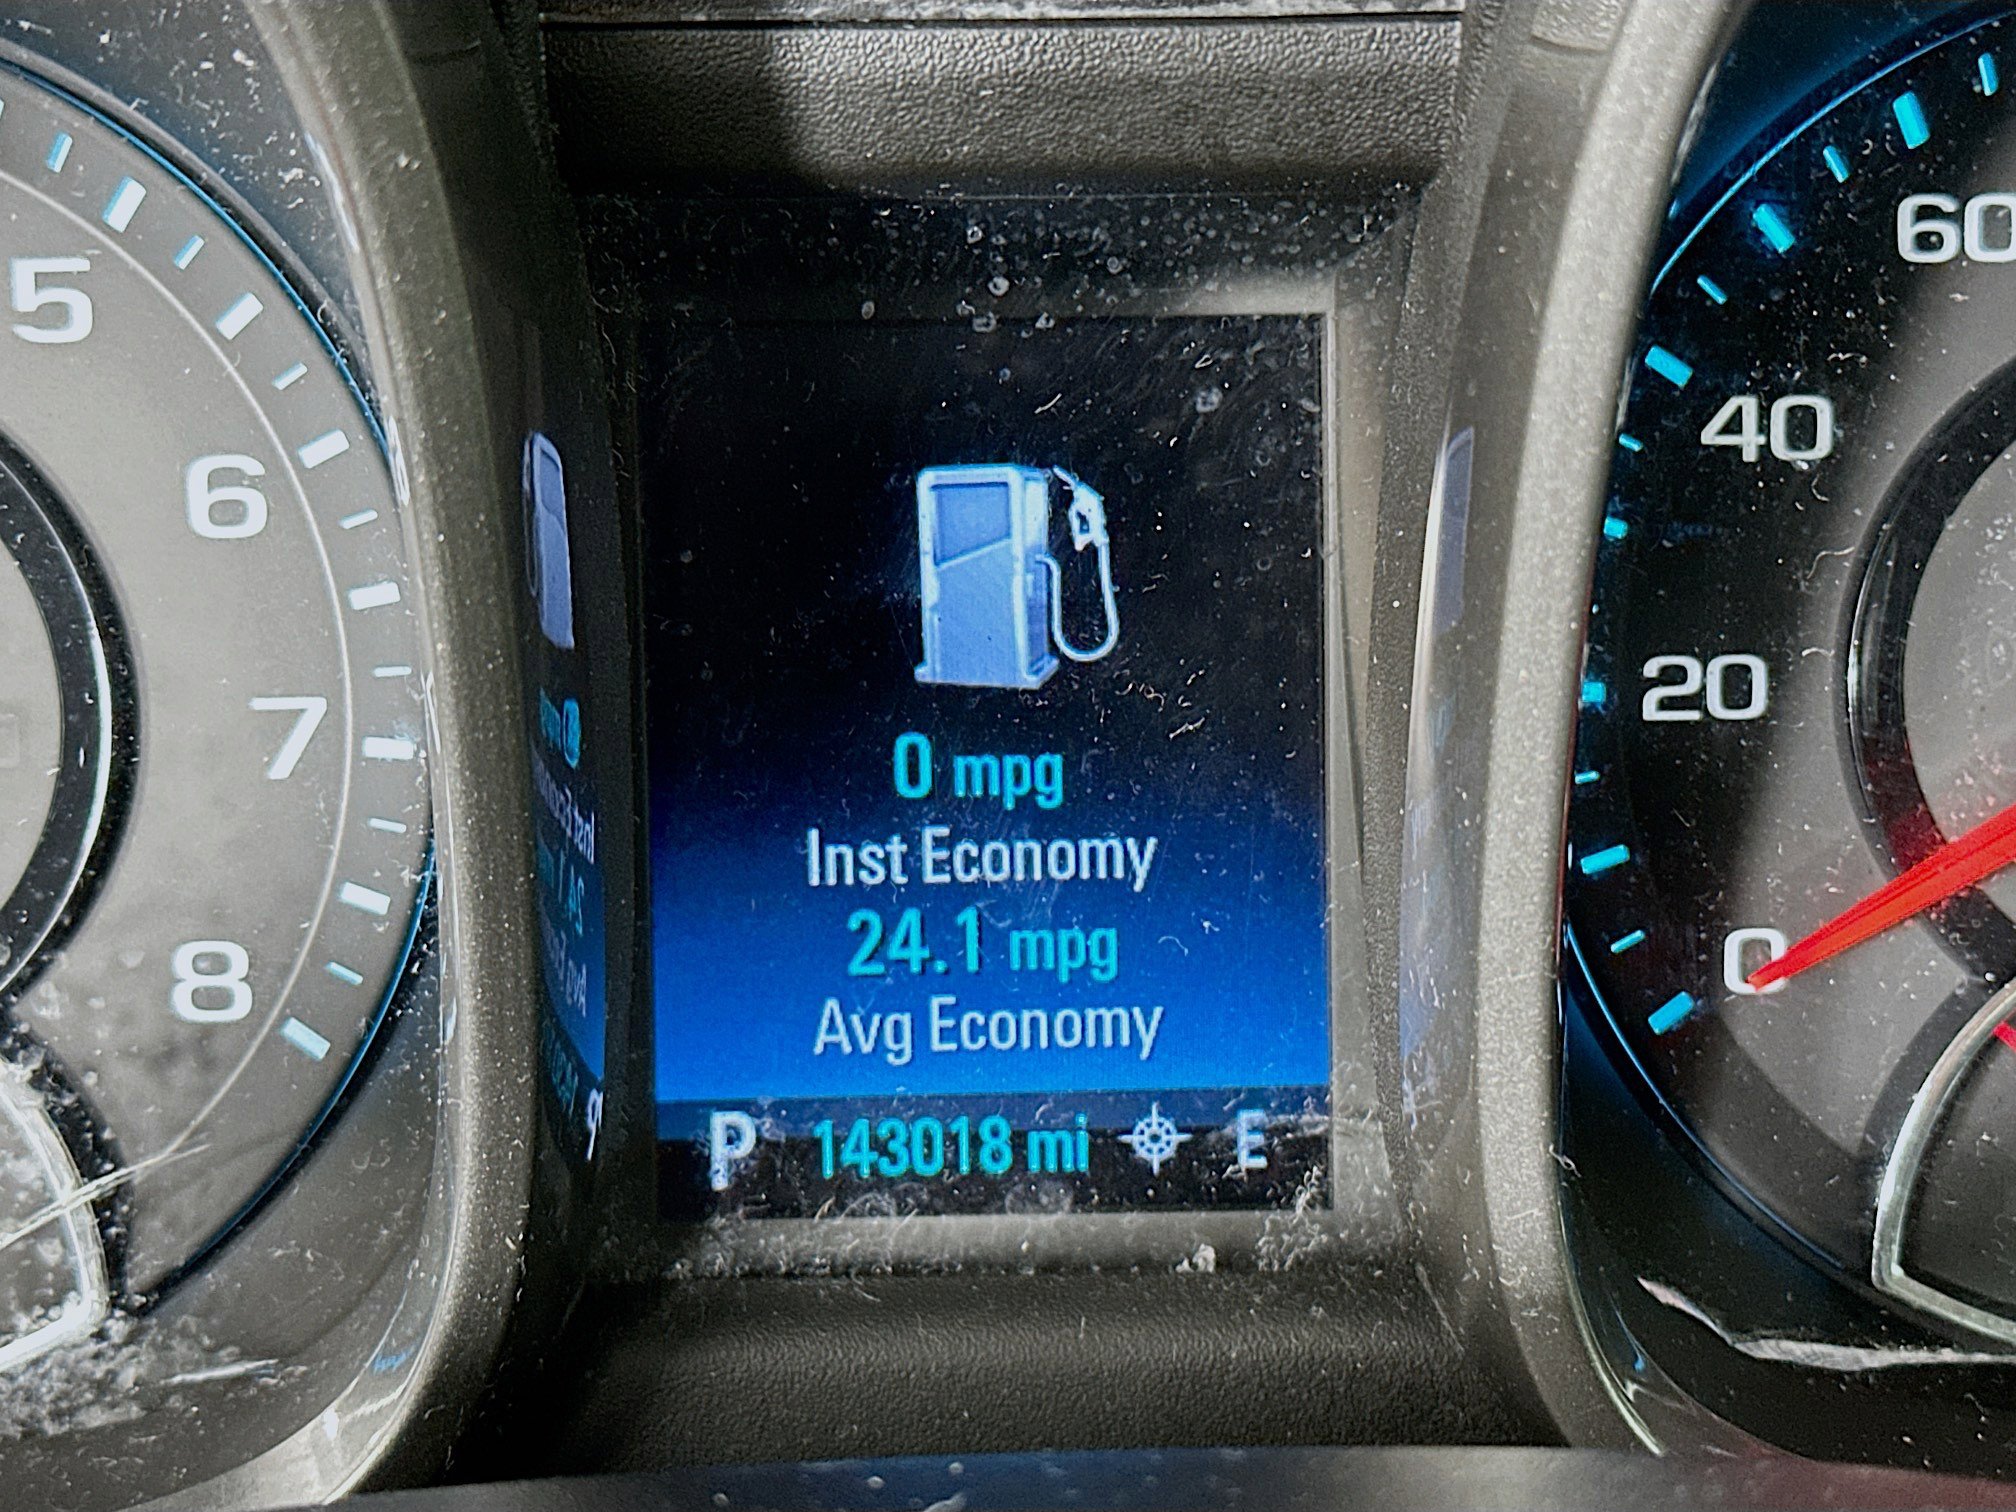 5
6
7
8
0 mpg
Inst Economy
24.1 mpg
Avg Economy
P 143018 mi E
60
40
20
0